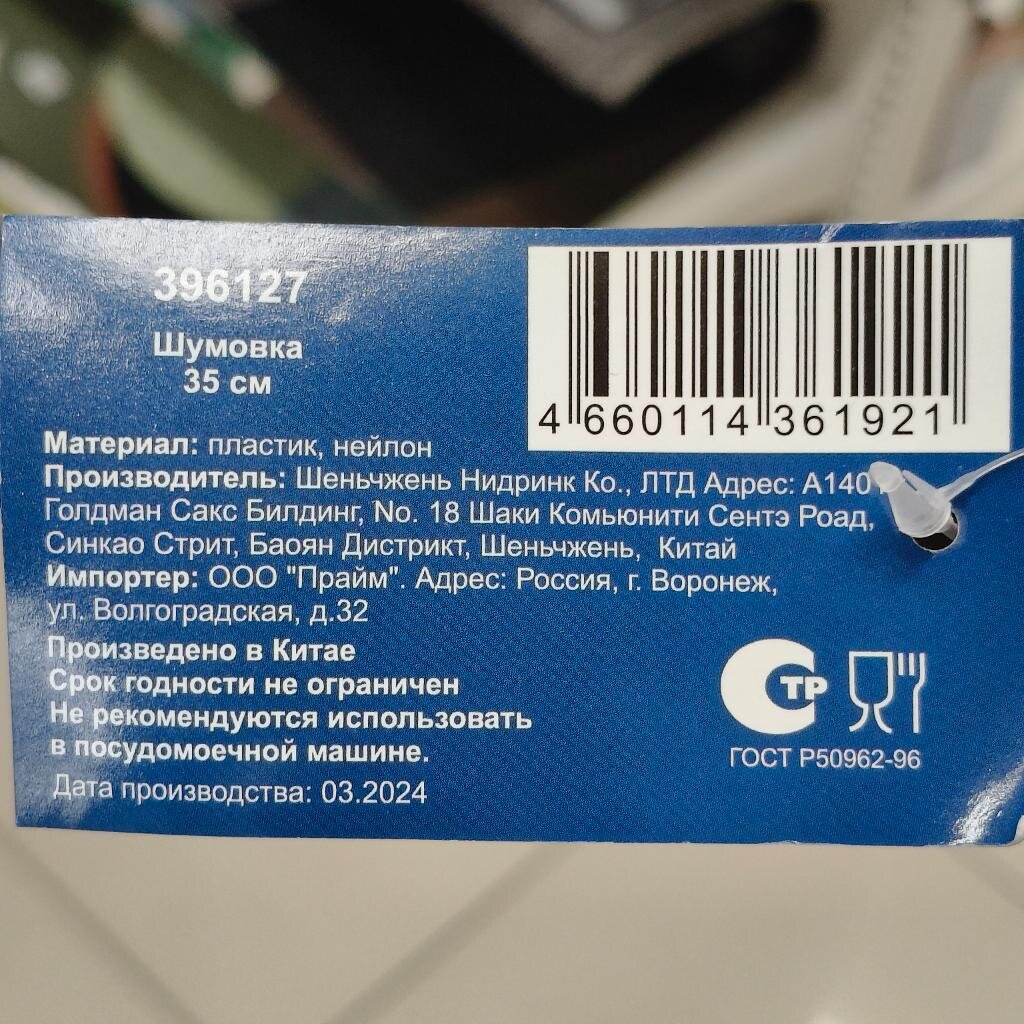 396127
Шумовка
35 см
4 660114 361921
Материал: пластик, нейлон
Производитель: Шеньчжень Нидринк Ко., ЛТД Адрес: А140
Голдман Сакс Билдинг, No. 18 Шаки Комьюнити Сентэ Роад,
Синкао Стрит, Баоян Дистрикт, Шеньчжень, Китай
Импортер: ООО "Прайм". Адрес: Россия, г. Воронеж,
ул. Волгоградская, д.32
Произведено в Китае
Срок годности не ограничен
Не рекомендуются использовать
в посудомоечной машине.
Дата производства: 03.2024
СТР
ГОСТ Р50962-96